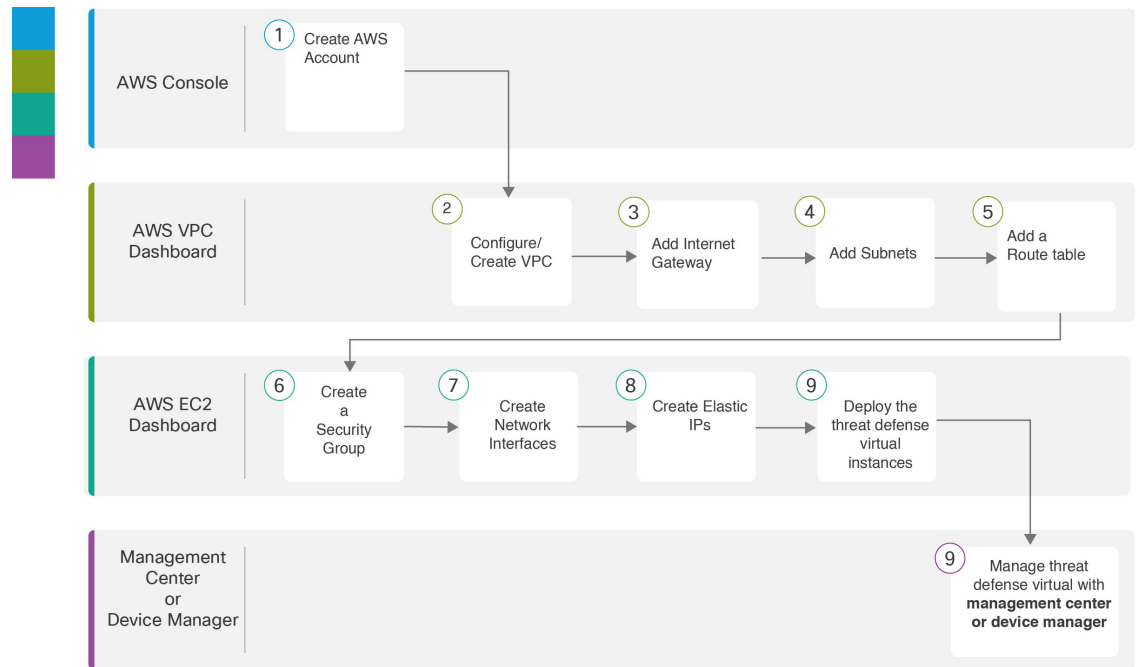 AWS Console
1
Create AWS
Account
AWS VPC
Dashboard
2
Configure/
Create VPC
3
Add Internet
Gateway
4
Add Subnets
5
Add a
Route table
AWS EC2
Dashboard
6
Create
a
Security
Group
7
Create
Network
Interfaces
8
Create Elastic
IPs
9
Deploy the
threat defense
virtual
instances
Management
Center
or
Device Manager
9
Manage threat
defense virtual with
management center
or device manager